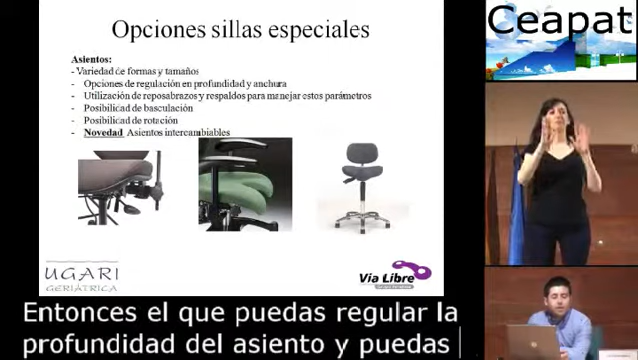 Opciones sillas especiales
Asientos:
- Variedad de formas y tamaños
- Opciones de regulación en profundidad y anchura
- Utilización de reposabrazos y respaldos para manejar estos parámetros
- Posibilidad de basculación
- Posibilidad de rotación
- Novedad Asientos intercambiables
UGARI
GERIÁTRICA
Via Libre
Ceapat
Entonces el que puedas regular la
profundidad del asiento y puedas